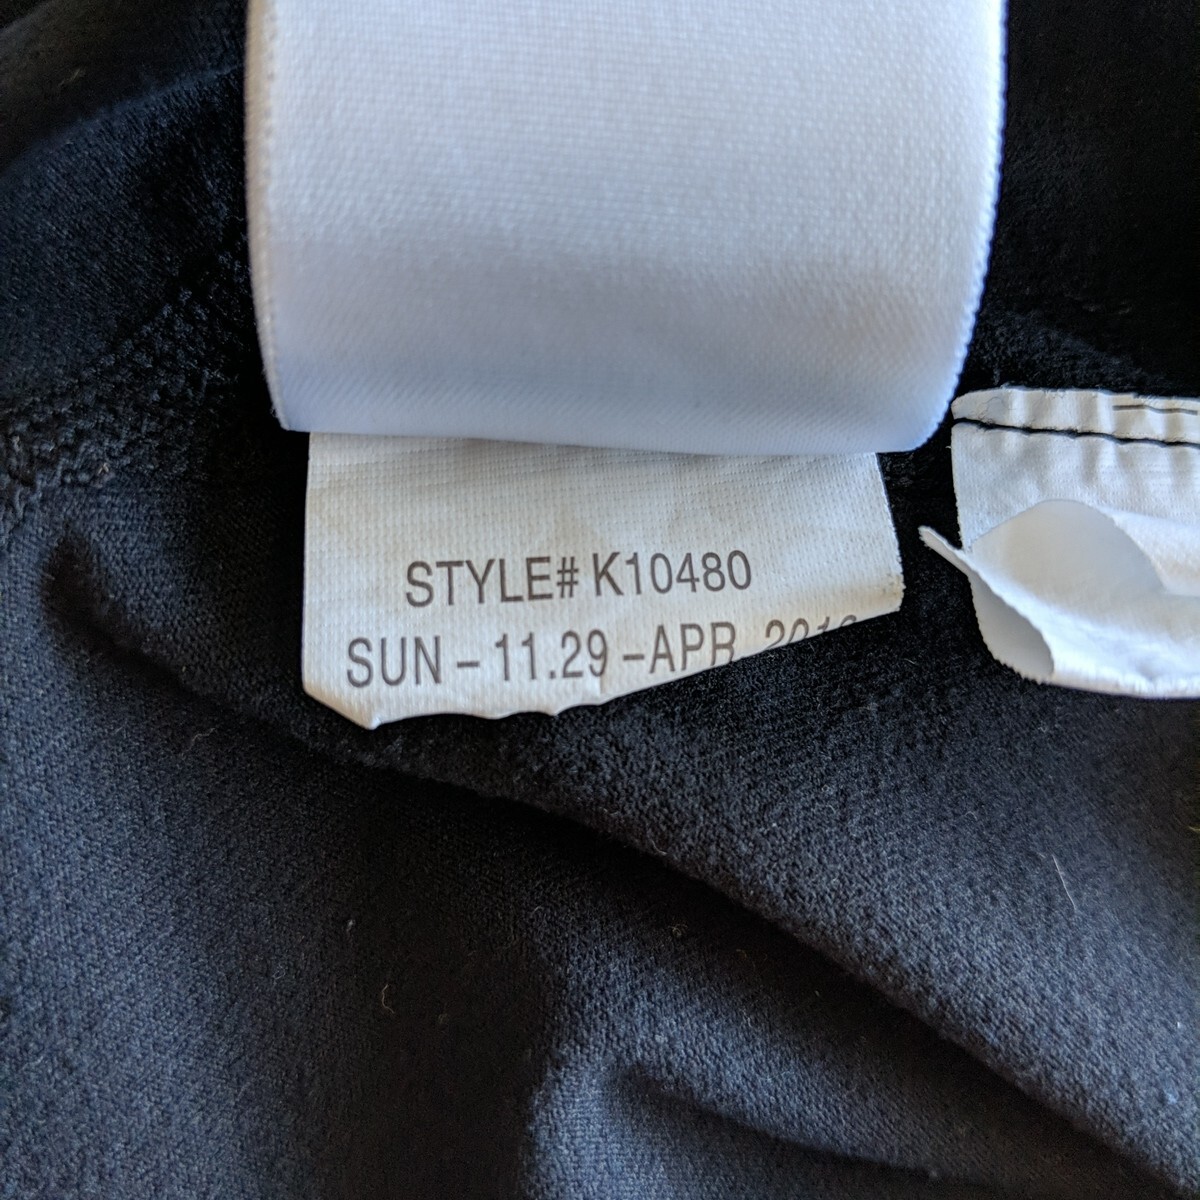 STYLE# K10480
SUN - 11.29 -APR